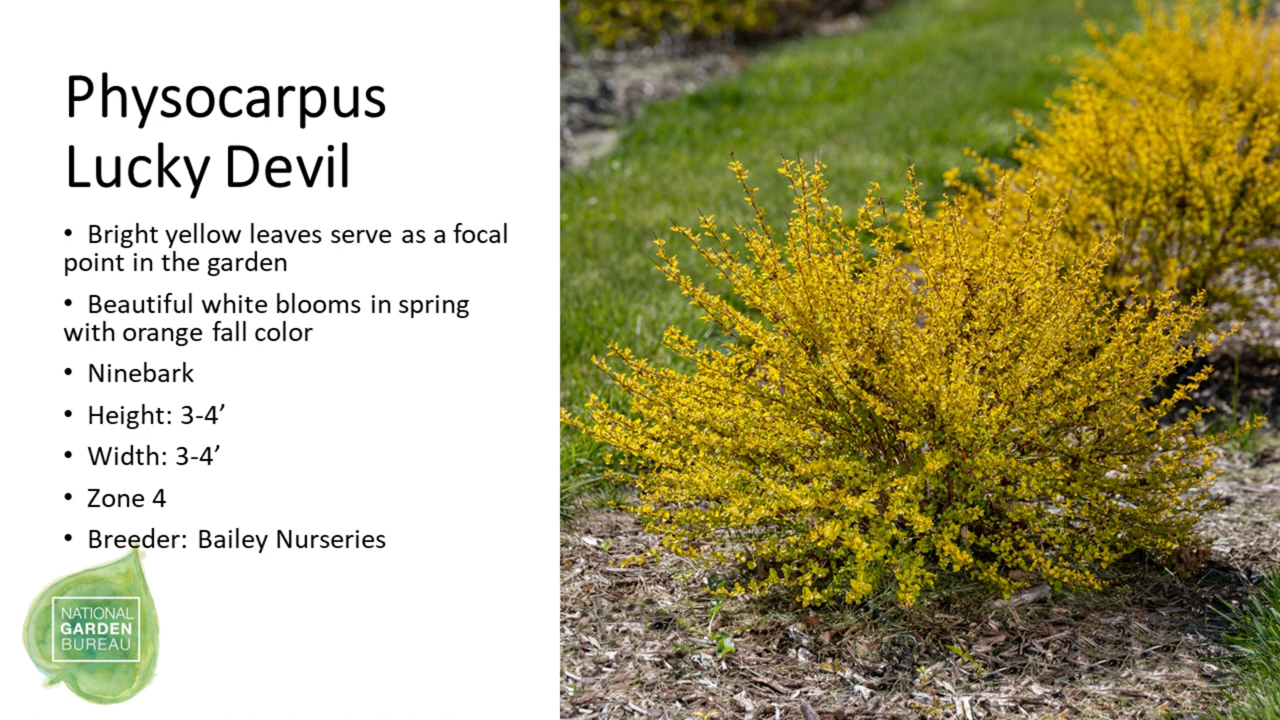 Physocarpus
Lucky Devil
• Bright yellow leaves serve as a focal
point in the garden
• Beautiful white blooms in spring
with orange fall color
• Ninebark
• Height: 3-4’
• Width: 3-4’
• Zone 4
• Breeder: Bailey Nurseries
NATIONAL
GARDEN
BUREAU